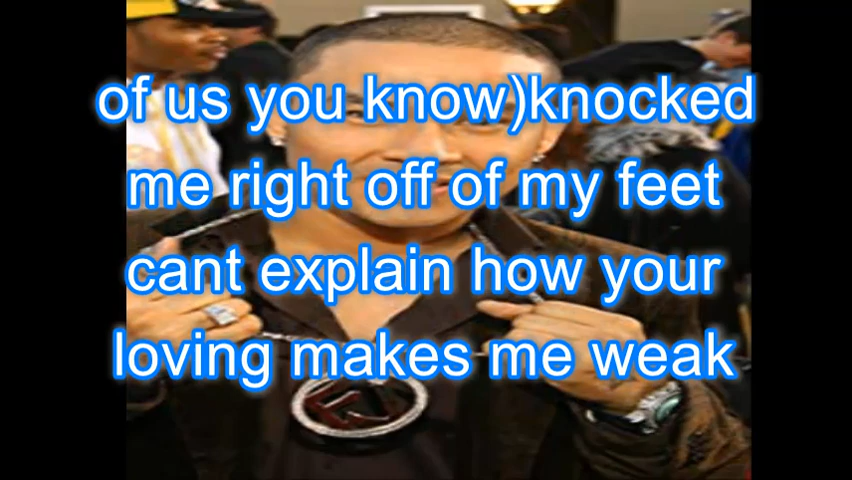 of us you know)knocked
me right off of my feet
cant explain how your
loving makes me weak